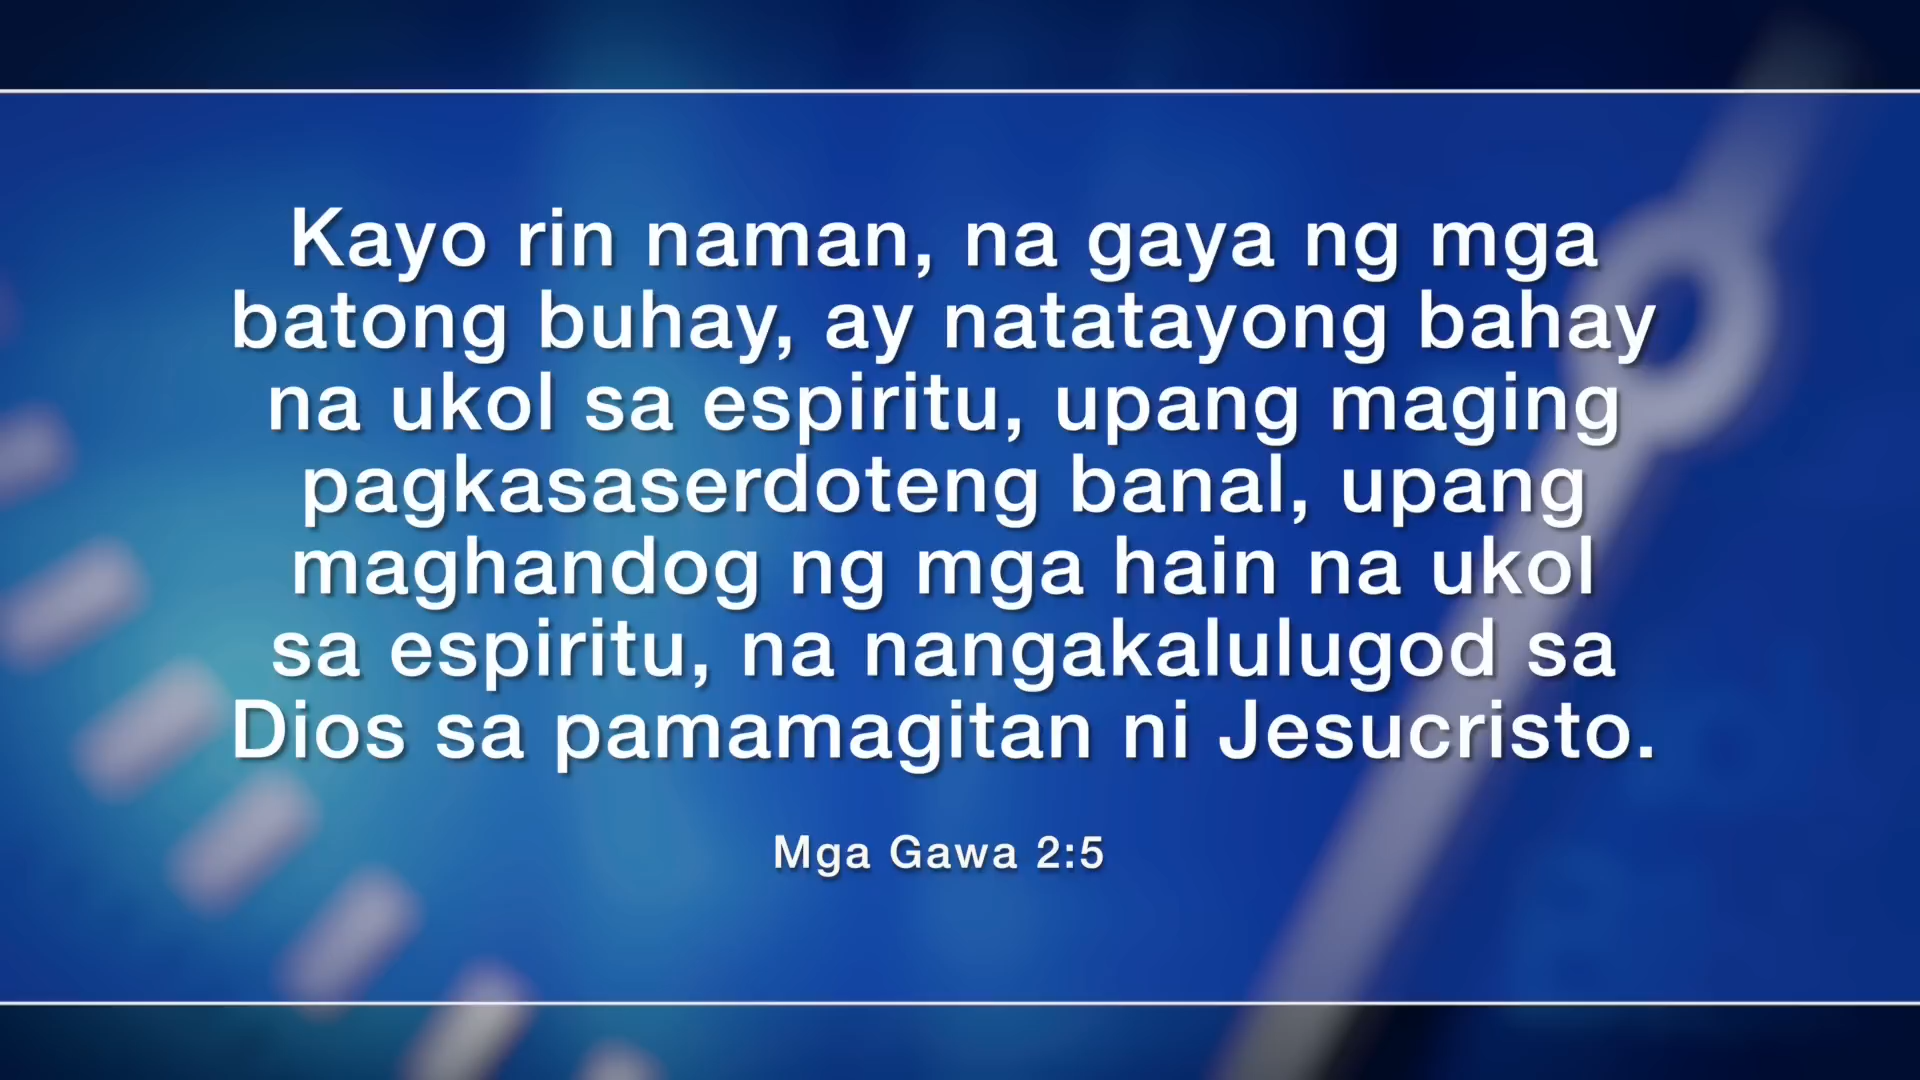 Kayo rin naman, na gaya ng mga
batong buhay, ay natatayong bahay
na ukol sa espiritu, upang maging
pagkasaserdoteng banal, upang
maghandog ng mga hain na ukol
sa espiritu, na nangakalulugod sa
Dios sa pamamagitan ni Jesucristo.
Mga Gawa 2:5